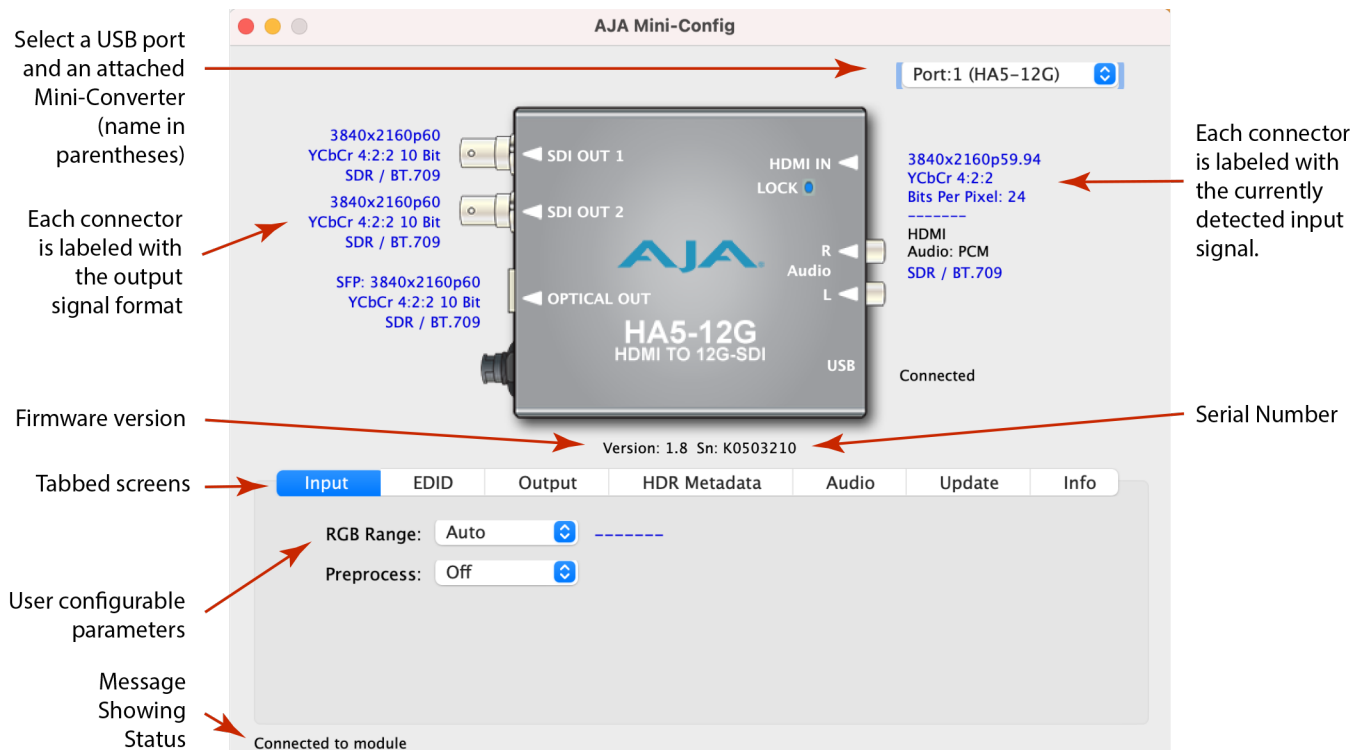 AJA Mini-Config
Select a USB port
and an attached
Mini-Converter
(name in
parentheses)
Port:1 (HA5-12G)
3840x2160p60
YCbCr 4:2:2 10 Bit
SDR / BT.709
3840x2160p60
YCbCr 4:2:2 10 Bit
SDR / BT.709
SFP: 3840x2160p60
YCbCr 4:2:2 10 Bit
SDR / BT.709
Each connector
is labeled with
the output
signal format
SDI OUT 1
SDI OUT 2
OPTICAL OUT
HDMI IN
LOCK
AJA.
R
Audio
L
HA5-12G
HDMI TO 12G-SDI
USB
3840x2160p59.94
YCbCr 4:2:2
Bits Per Pixel: 24
-------
HDMI
Audio: PCM
SDR / BT.709
Connected
Each connector
is labeled with
the currently
detected input
signal.
Firmware version
Version: 1.8 Sn: K0503210
Serial Number
Tabbed screens
Input EDID Output HDR Metadata Audio Update Info
RGB Range: Auto -------
Preprocess: Off
User configurable
parameters
Message
Showing
Status
Connected to module